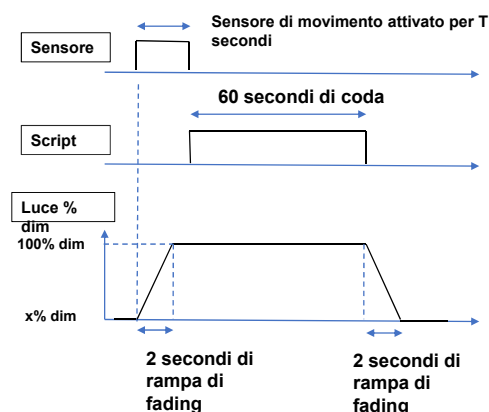 Sensore di movimento attivato per T
secondi
Sensore
60 secondi di coda
Script
Luce %
dim
100% dim
x% dim
2 secondi di
rampa di
fading
2 secondi di
rampa di
fading